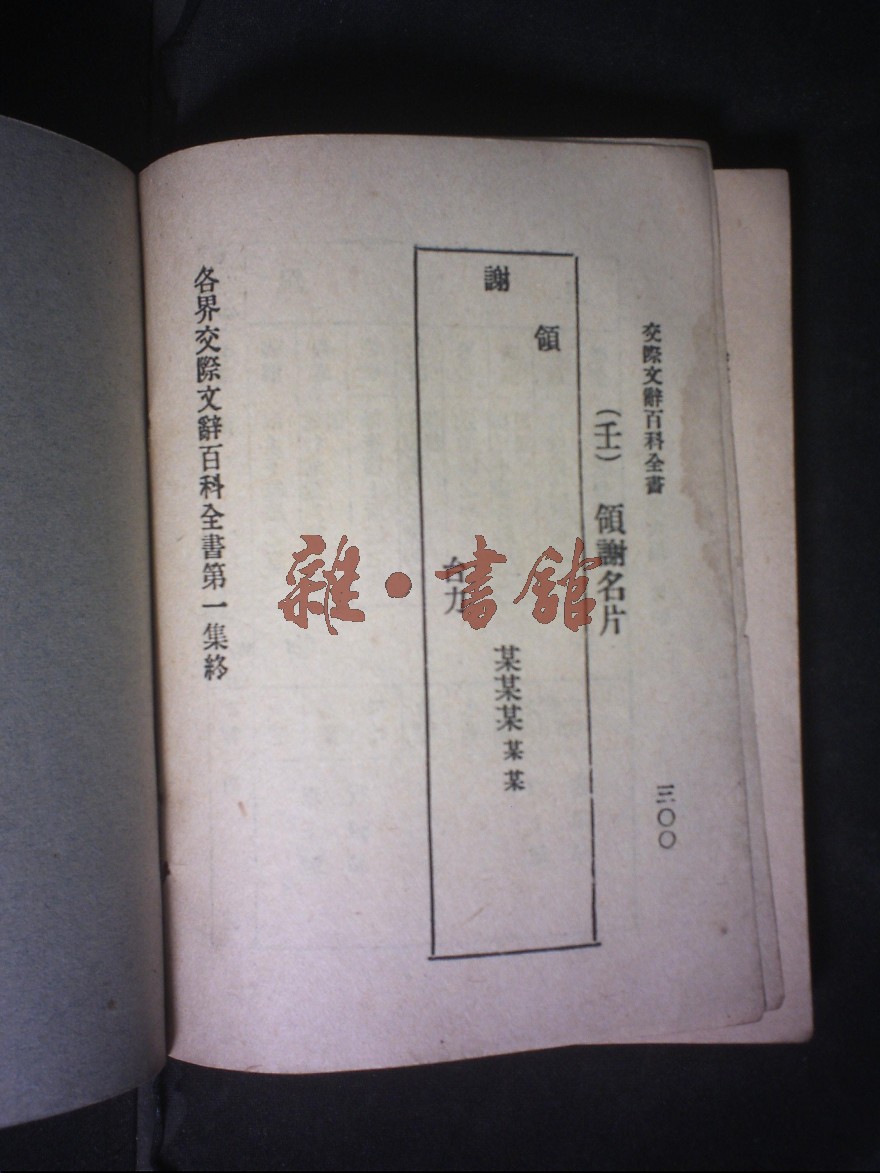 交際文辭百科全書
三〇〇
(壬) 領謝名片
領
謝
某某某某某
台力
各界交際文辭百科全書第一集終
雜·書館